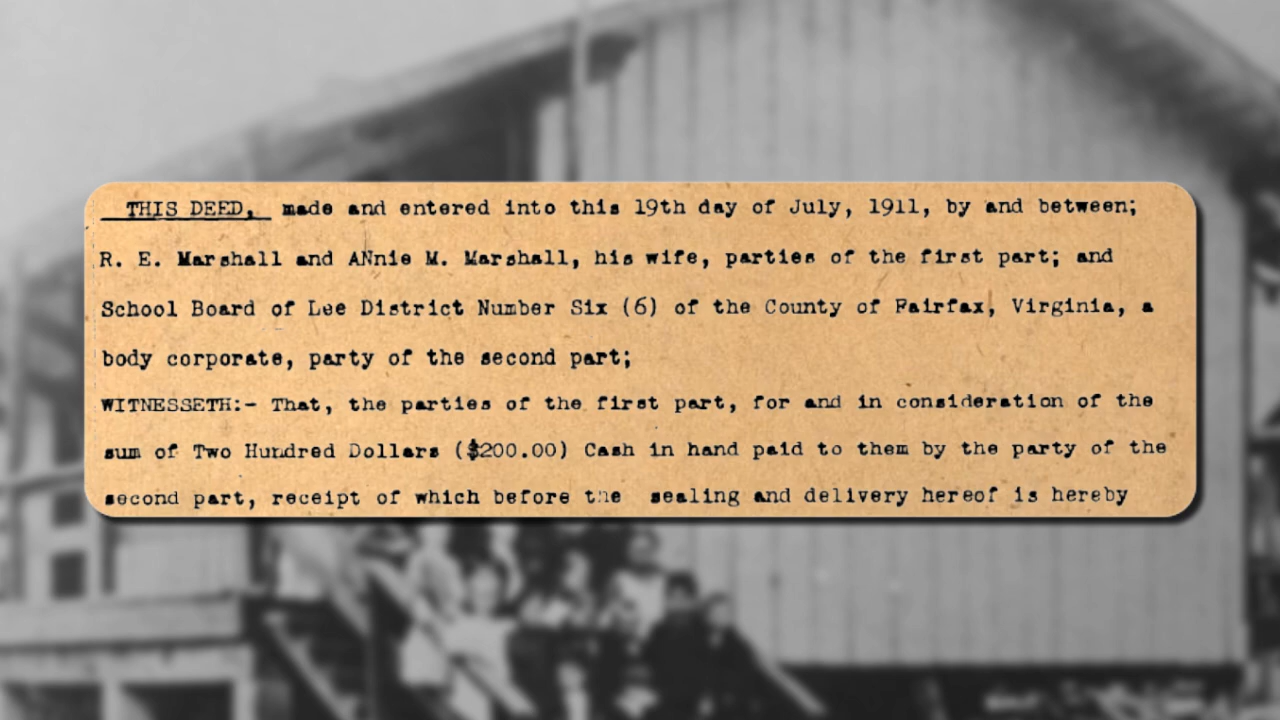 THIS DEED, made and entered into this 19th day of July, 1911, by and between;
R. E. Marshall and ANnie M. Marshall, his wife, parties of the first part; and
School Board of Lee District Number Six (6) of the County of Fairfax, Virginia, a
body corporate, party of the second part;
WITNESSETH:- That, the parties of the first part, for and in consideration of the
sum of Two Hundred Dollars ($200.00) Cash in hand paid to them by the party of the
second part, receipt of which before the sealing and delivery hereof is hereby